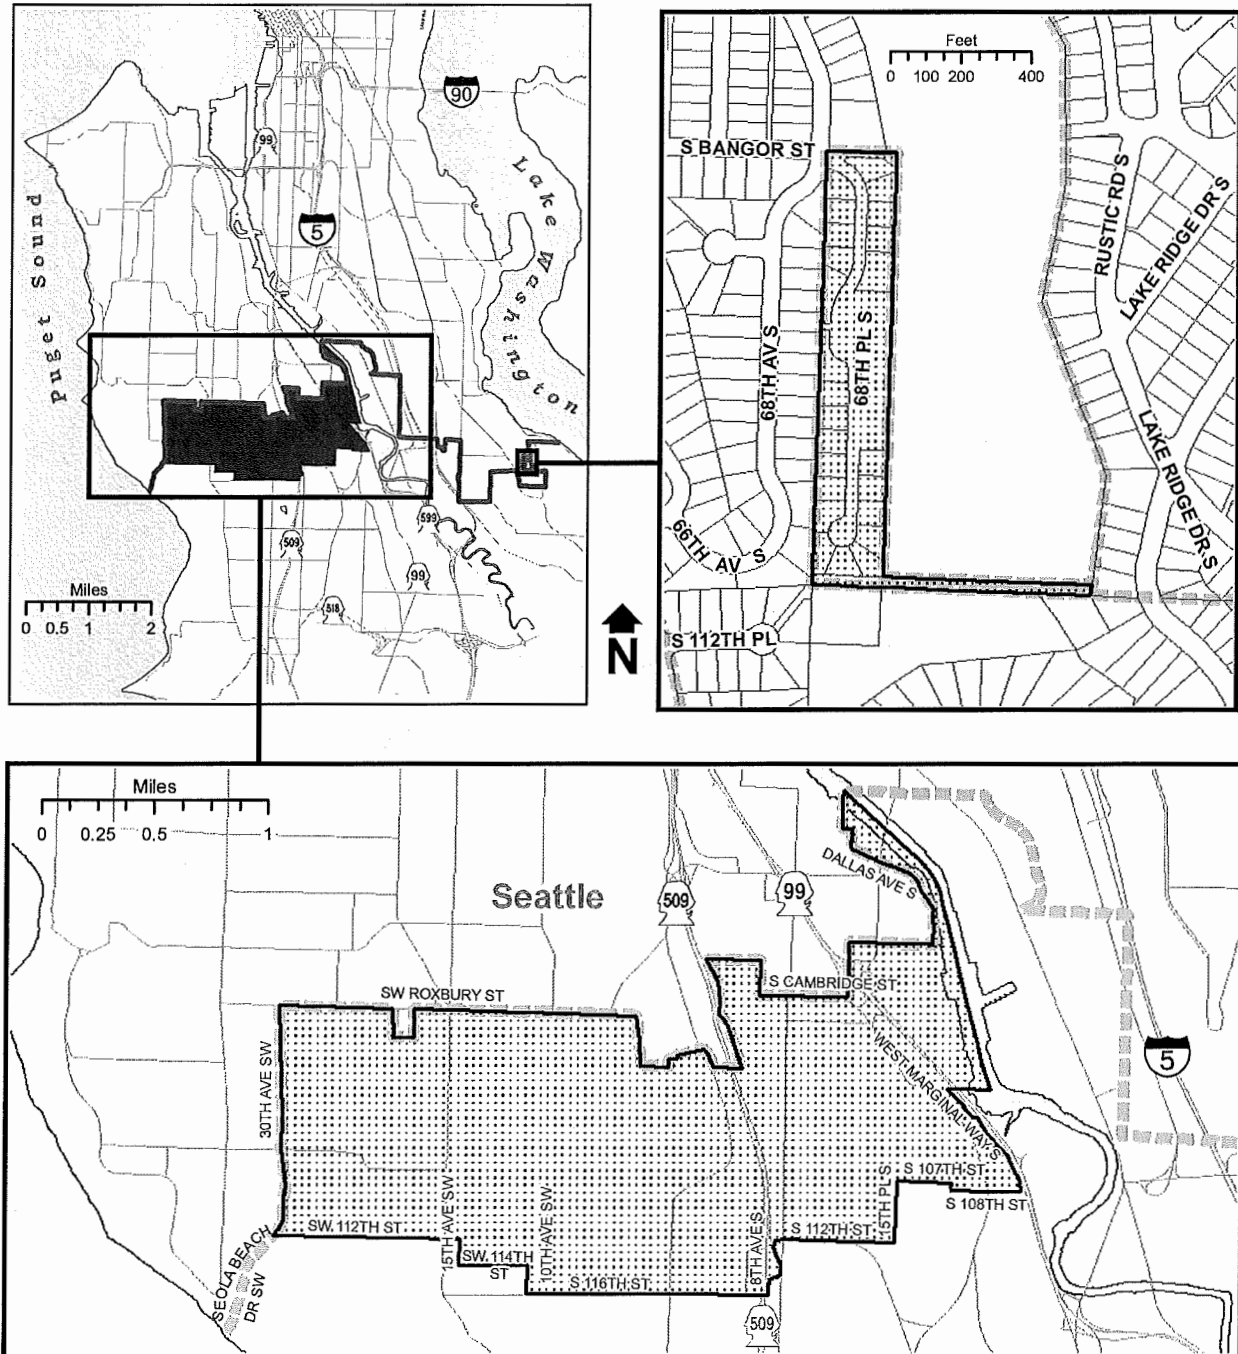 90
99
5
Puget Sound
Lake Washington
509
599
99
518
Miles
0 0.5 1 2
N
Feet
0 100 200 400
S BANGOR ST
68TH AV S
68TH PL S
RUSTIC RD S
LAKE RIDGE DR S
LAKE RIDGE DR S
66TH AV S
S 112TH PL
Miles
0 0.25 0.5 1
Seattle
509
99
DALLAS AVE S
S CAMBRIDGE ST
SW ROXBURY ST
30TH AVE SW
WEST MARGINAL WAY S
5
S 107TH ST
S 108TH ST
15TH PL S
S 112TH ST
8TH AVE S
SW 112TH ST
15TH AVE SW
SW 114TH
ST
10TH AVE SW
S 116TH ST
SEOLA BEACH
DR SW
509